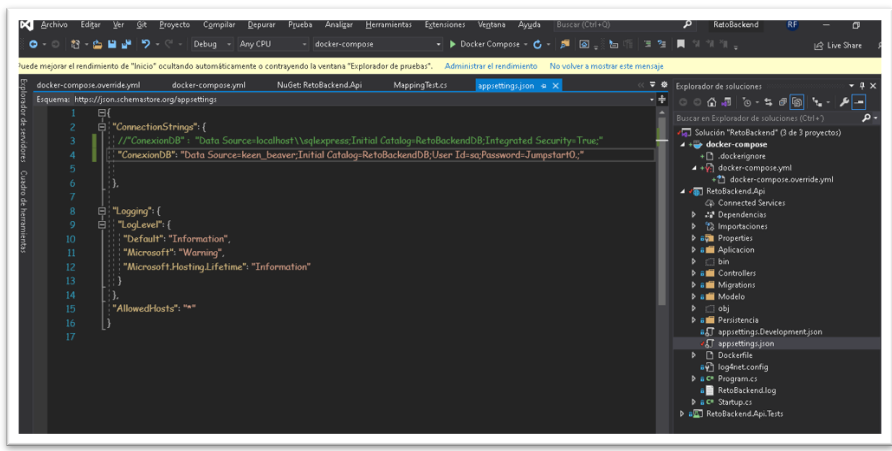 Archivo Editar Ver Git Proyecto Compilar Depurar Prueba Analizar Herramientas Extensiones Ventana Ayuda Buscar (Ctrl+Q) RetoBackend RF
Debug Any CPU docker-compose Docker Compose Live Share
Puede mejorar el rendimiento de "Inicio" ocultando automáticamente o contrayendo la ventana "Explorador de pruebas". Administrar el rendimiento No volver a mostrar este mensaje
docker-compose.override.yml docker-compose.yml NuGet: RetoBackend.Api MappingTest.cs appsettings.json
Esquema: http://json.schemastore.org/appsettings
Explorador de servidores
Cuadro de herramientas
1 {
2 "ConnectionStrings": {
3 //"ConexionDB" : "Data Source=localhost\\sqlexpress;Initial Catalog=RetoBackendDB;Integrated Security=True;"
4 "ConexionDB": "Data Source=keen_beaver;Initial Catalog=RetoBackendDB;User Id=sa;Password=Jumpstart0.;"
5
6 },
7
8 "Logging": {
9 "LogLevel": {
10 "Default": "Information",
11 "Microsoft": "Warning",
12 "Microsoft.Hosting.Lifetime": "Information"
13 }
14 },
15 "AllowedHosts": "*"
16 }
17
Explorador de soluciones
Buscar en Explorador de soluciones (Ctrl+´)
Solución "RetoBackend" (3 de 3 proyectos)
docker-compose
.dockerignore
docker-compose.yml
docker-compose.override.yml
RetoBackend.Api
Connected Services
Dependencias
Importaciones
Properties
Aplicacion
bin
Controllers
Migrations
Modelo
obj
Persistencia
appsettings.Development.json
appsettings.json
Dockerfile
log4net.config
Program.cs
RetoBackend.log
Startup.cs
RetoBackend.Api.Tests